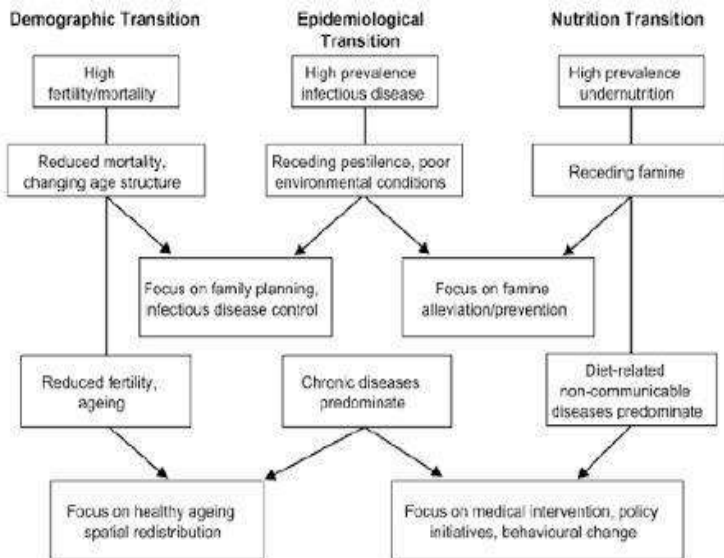 Demographic Transition
Epidemiological
Transition
Nutrition Transition
High
fertility/mortality
High prevalence
infectious disease
High prevalence
undernutrition
Reduced mortality,
changing age structure
Receding pestilence, poor
environmental conditions
Receding famine
Focus on family planning,
infectious disease control
Focus on famine
alleviation/prevention
Reduced fertility,
ageing
Chronic diseases
predominate
Diet-related
non-communicable
diseases predominate
Focus on healthy ageing
spatial redistribution
Focus on medical intervention, policy
initiatives, behavioural change